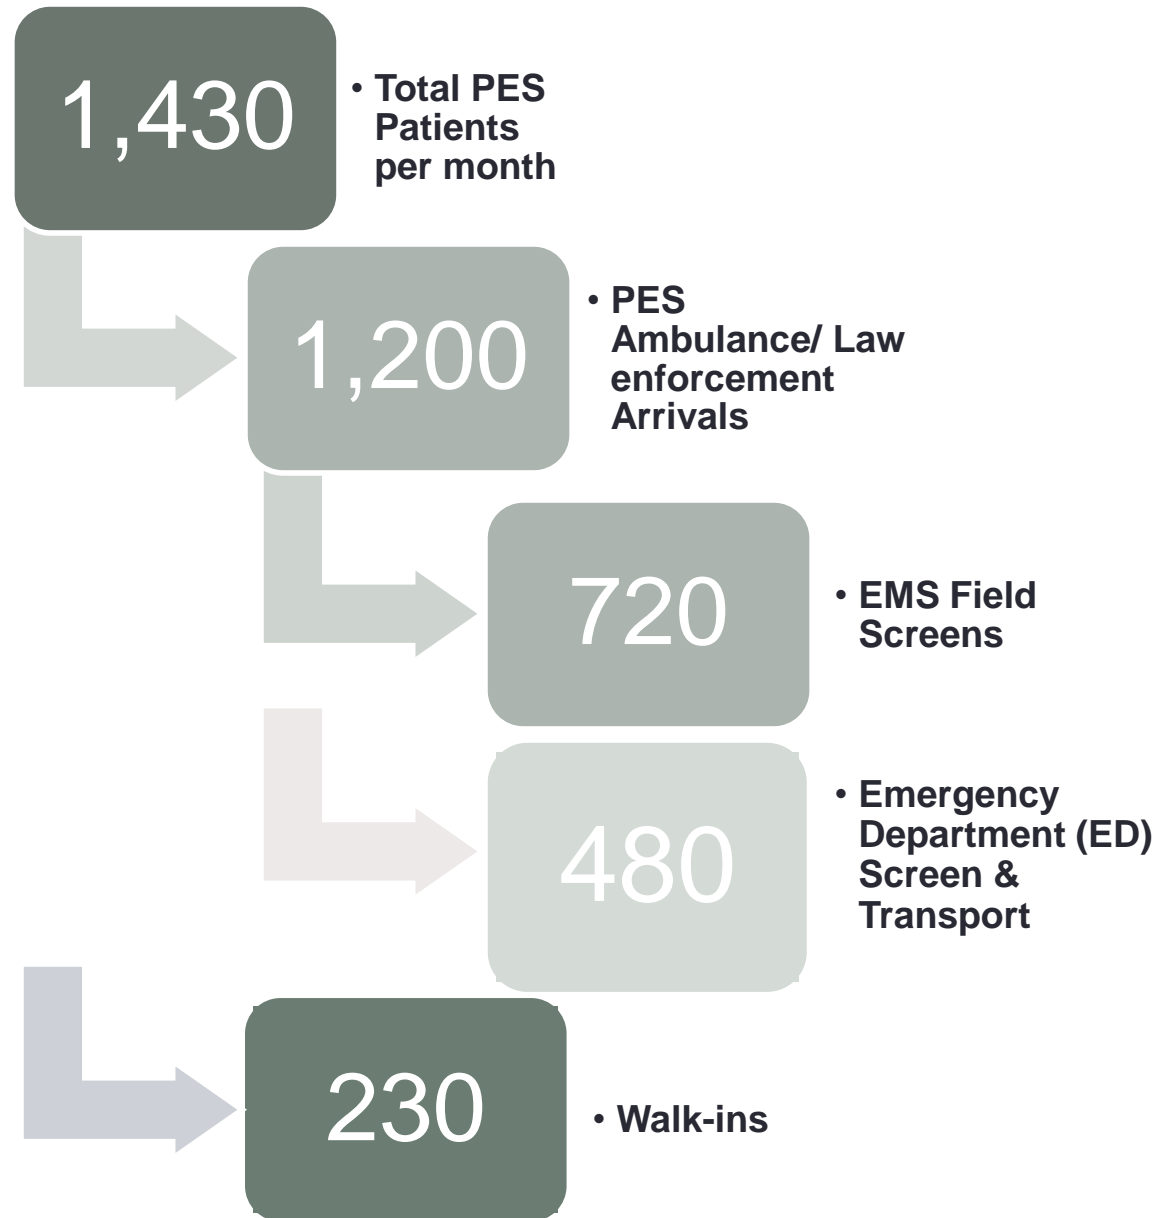 1,430
• Total PES
Patients
per month
1,200
• PES
Ambulance/ Law
enforcement
Arrivals
720
• EMS Field
Screens
480
• Emergency
Department (ED)
Screen &
Transport
230
• Walk-ins